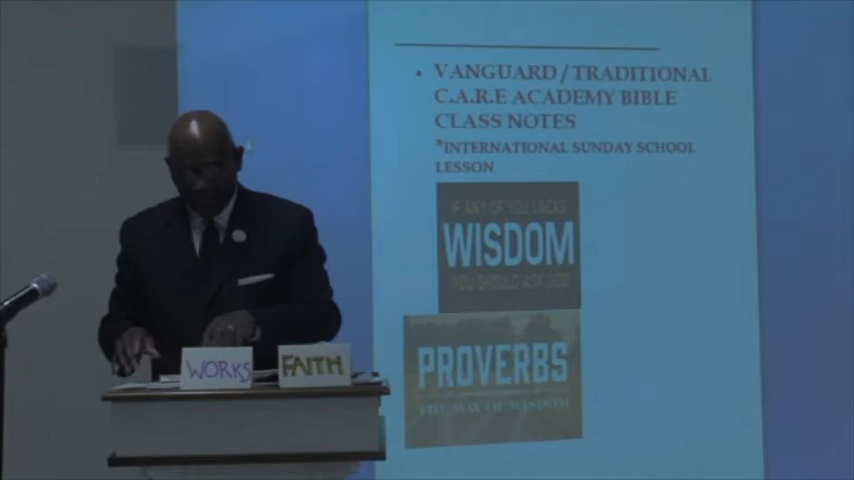 • VANGUARD / TRADITIONAL
C.A.R.E ACADEMY BIBLE
CLASS NOTES
*INTERNATIONAL SUNDAY SCHOOL
LESSON
IF ANY OF YOU LACKS
WISDOM
YOU SHOULD ASK GOD
PROVERBS
THE WAY OF WISDOM
WORKS
FAITH